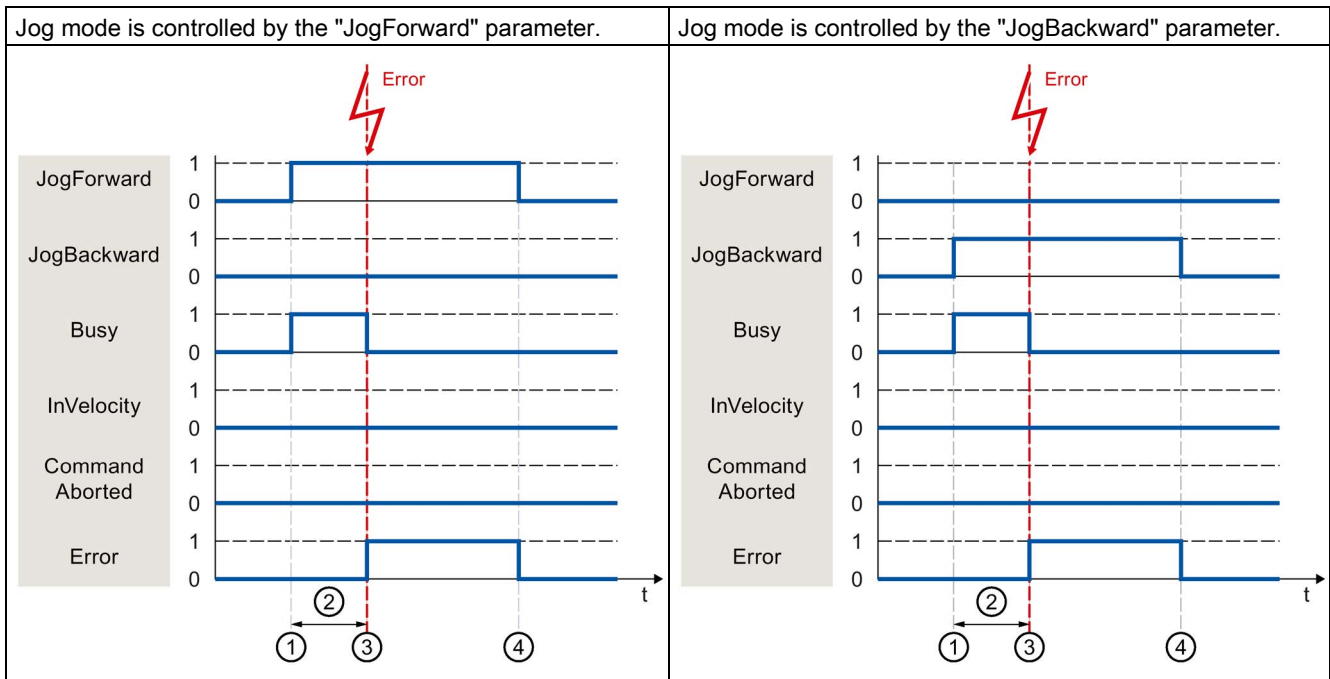 Jog mode is controlled by the "JogForward" parameter.
Error
JogForward
1
0
JogBackward
1
0
Busy
1
0
InVelocity
1
0
Command
Aborted
1
0
Error
1
0
t
②
① ③ ④
Jog mode is controlled by the "JogBackward" parameter.
Error
JogForward
1
0
JogBackward
1
0
Busy
1
0
InVelocity
1
0
Command
Aborted
1
0
Error
1
0
t
②
① ③ ④